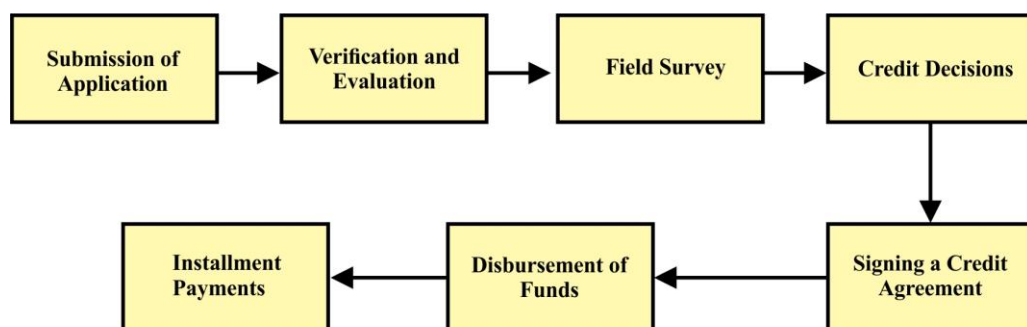 Submission of
Application
Verification and
Evaluation
Field Survey
Credit Decisions
Signing a Credit
Agreement
Disbursement of
Funds
Installment
Payments